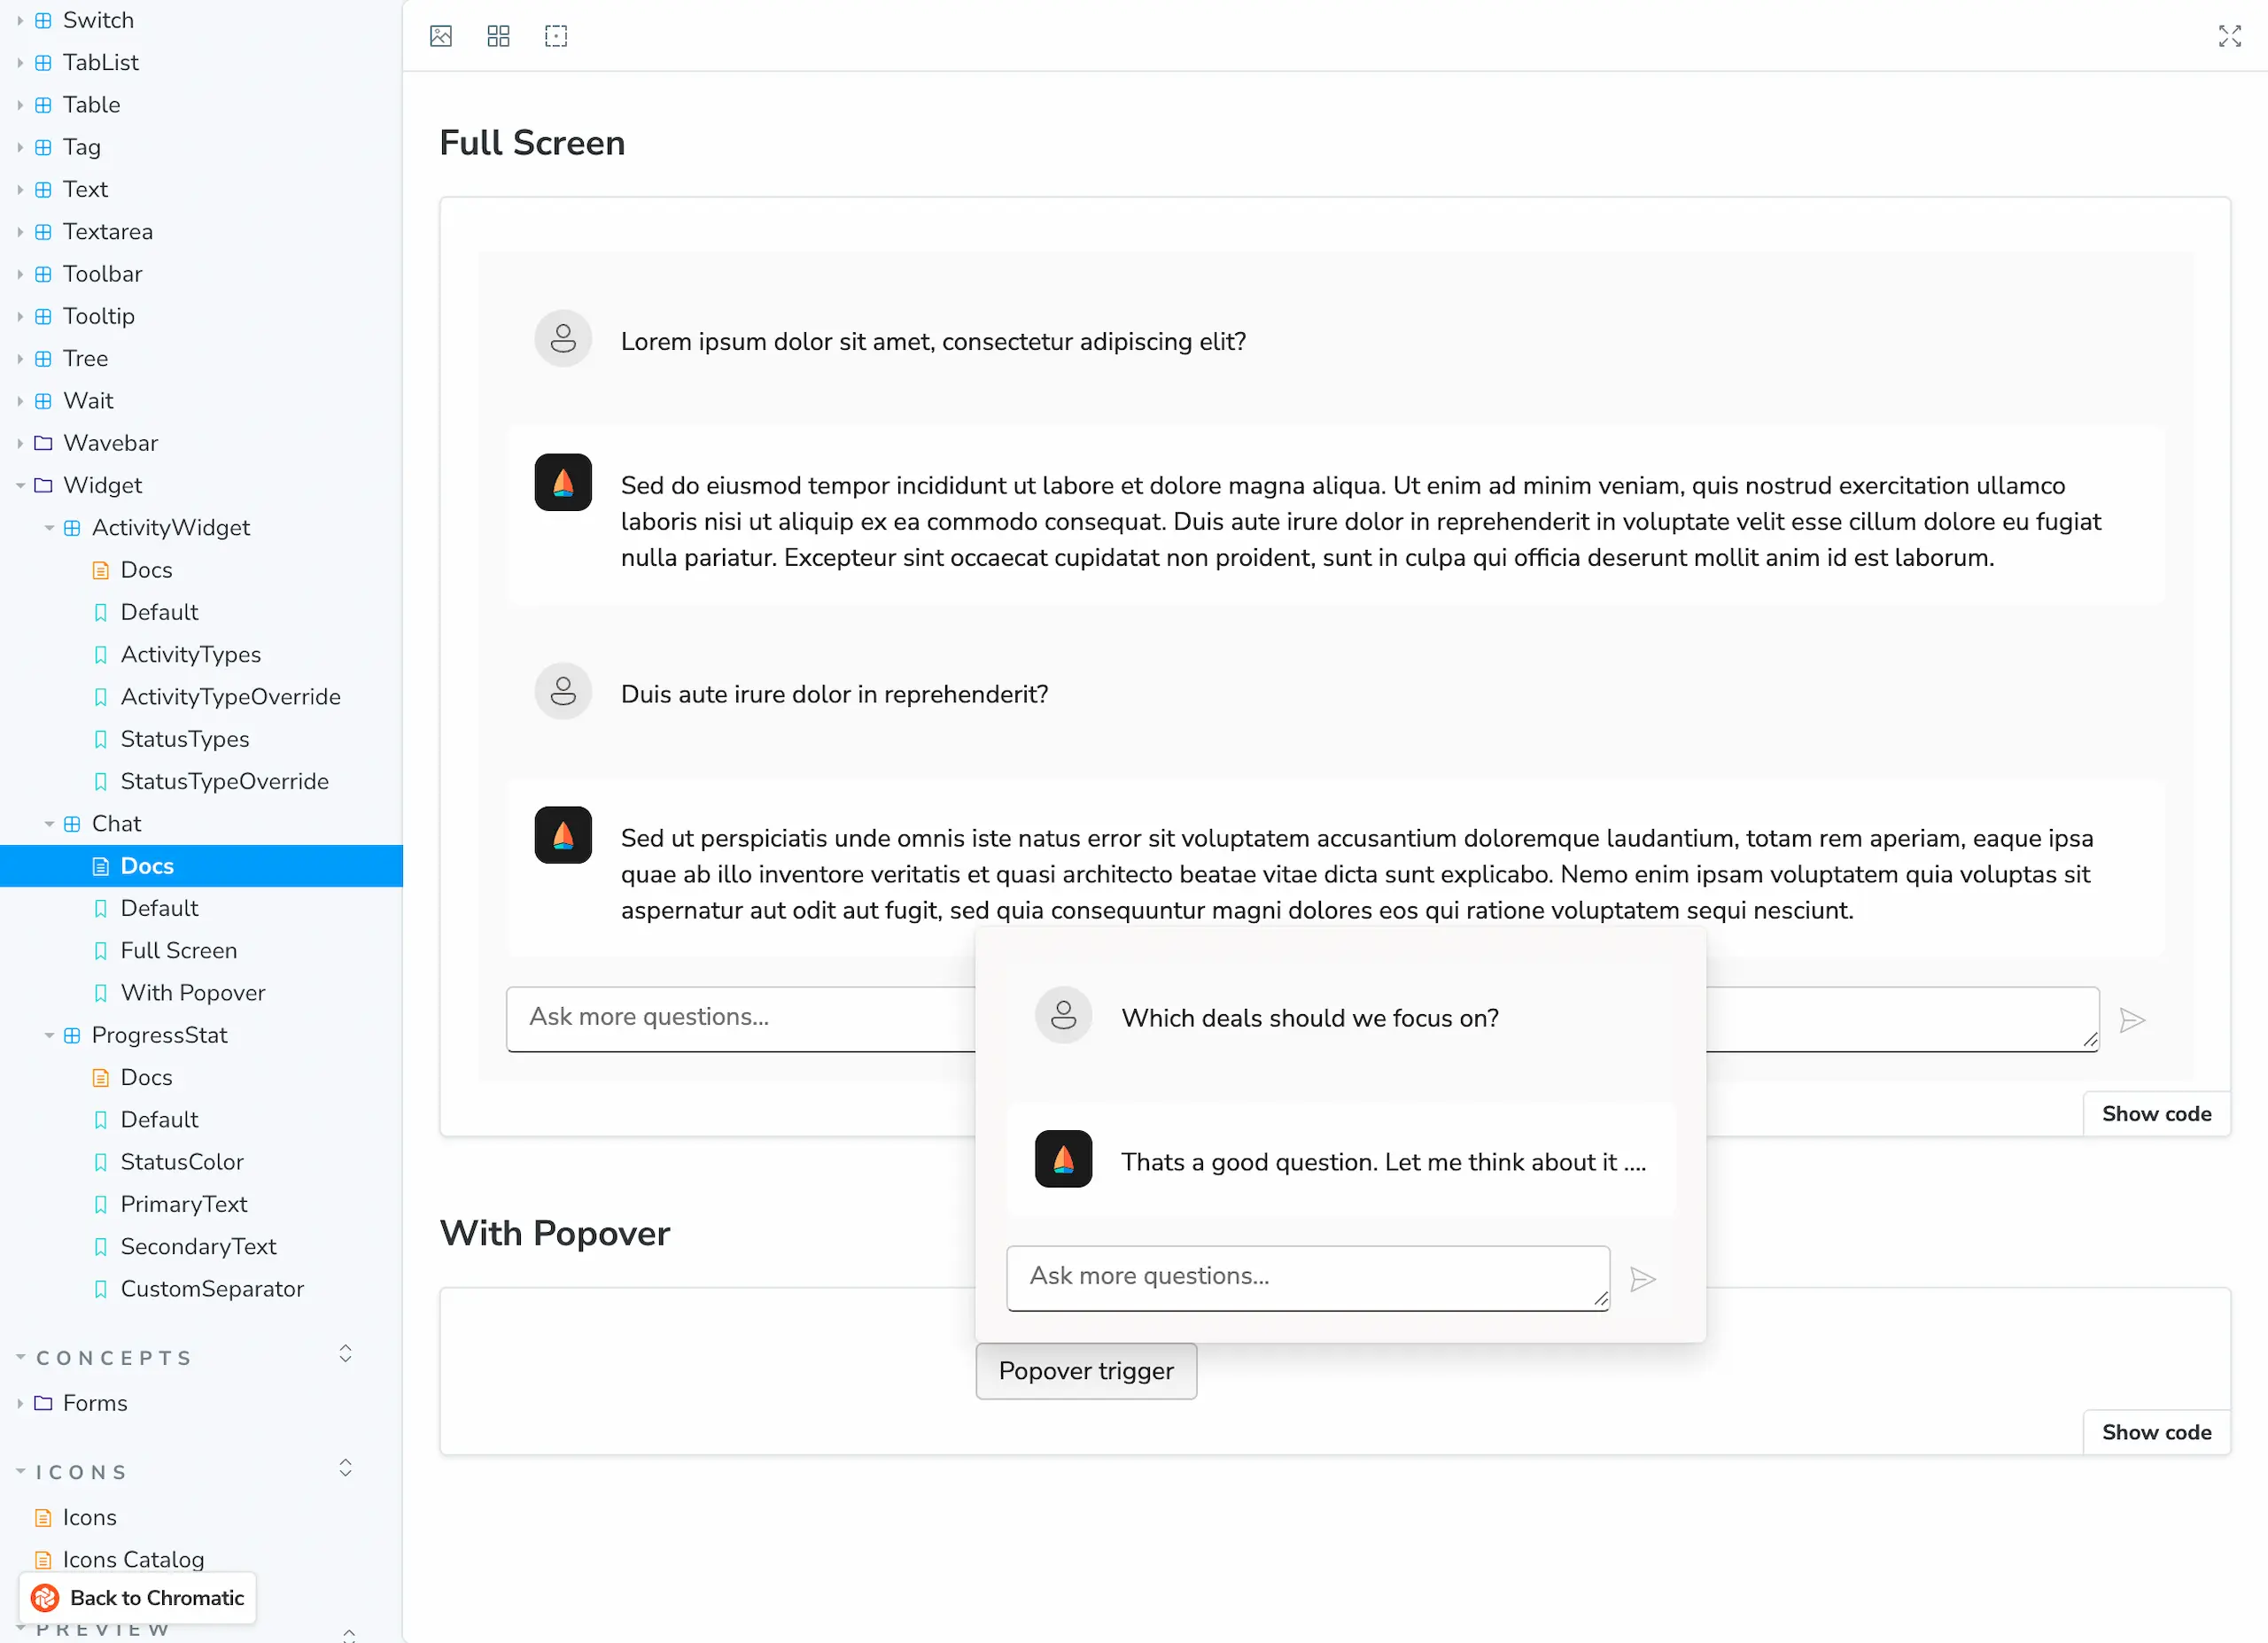 Switch
TabList
Table
Tag
Text
Textarea
Toolbar
Tooltip
Tree
Wait
Wavebar
Widget
ActivityWidget
Docs
Default
ActivityTypes
ActivityTypeOverride
StatusTypes
StatusTypeOverride
Chat
Docs
Default
Full Screen
With Popover
ProgressStat
Docs
Default
StatusColor
PrimaryText
SecondaryText
CustomSeparator
CONCEPTS
Forms
ICONS
Icons
Icons Catalog
Back to Chromatic
PREVIEW
Full Screen
Lorem ipsum dolor sit amet, consectetur adipiscing elit?
Sed do eiusmod tempor incididunt ut labore et dolore magna aliqua. Ut enim ad minim veniam, quis nostrud exercitation ullamco
laboris nisi ut aliquip ex ea commodo consequat. Duis aute irure dolor in reprehenderit in voluptate velit esse cillum dolore eu fugiat
nulla pariatur. Excepteur sint occaecat cupidatat non proident, sunt in culpa qui officia deserunt mollit anim id est laborum.
Duis aute irure dolor in reprehenderit?
Sed ut perspiciatis unde omnis iste natus error sit voluptatem accusantium doloremque laudantium, totam rem aperiam, eaque ipsa
quae ab illo inventore veritatis et quasi architecto beatae vitae dicta sunt explicabo. Nemo enim ipsam voluptatem quia voluptas sit
aspernatur aut odit aut fugit, sed quia consequuntur magni dolores eos qui ratione voluptatem sequi nesciunt.
Ask more questions...
Show code
Which deals should we focus on?
Thats a good question. Let me think about it ....
Ask more questions...
With Popover
Popover trigger
Show code